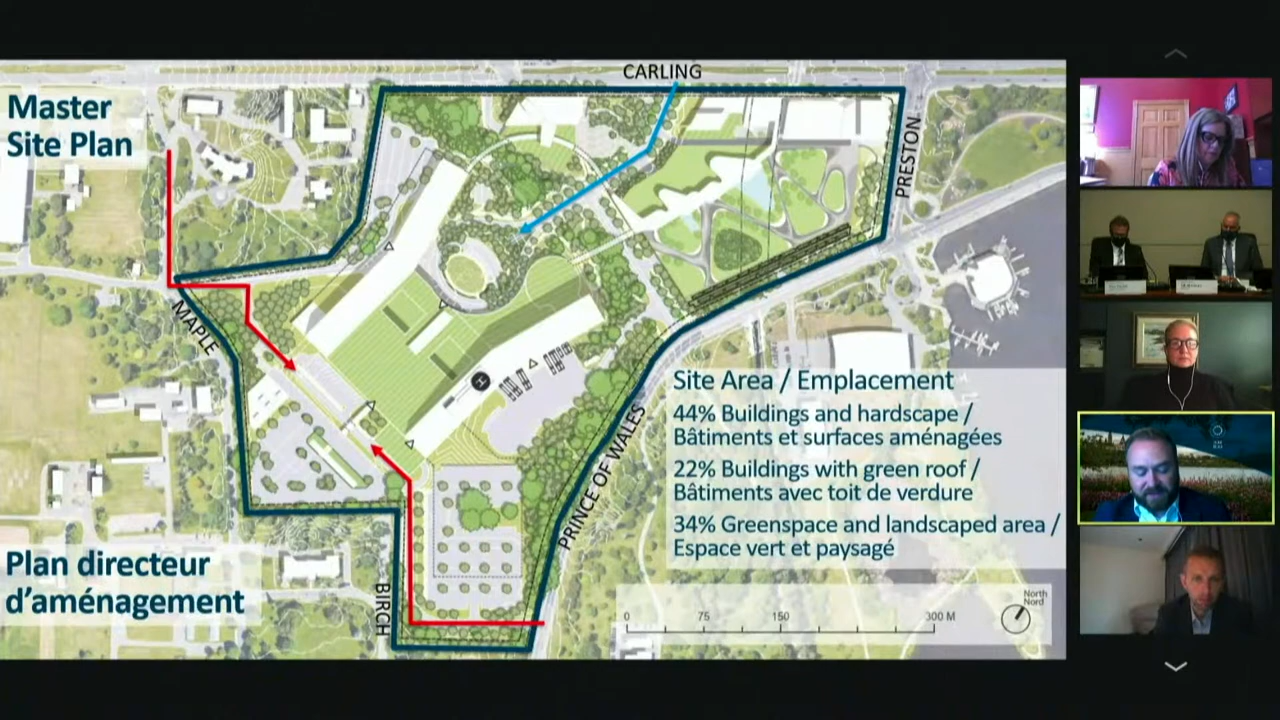 CARLING
Master
Site Plan
PRESTON
MAPLE
H
Site Area / Emplacement
44% Buildings and hardscape /
Bâtiments et surfaces aménagées
22% Buildings with green roof /
Bâtiments avec toit de verdure
34% Greenspace and landscaped area /
Espace vert et paysagé
PRINCE OF WALES
Plan directeur
d'aménagement
BIRCH
North
Nord
0 75 150 300 M